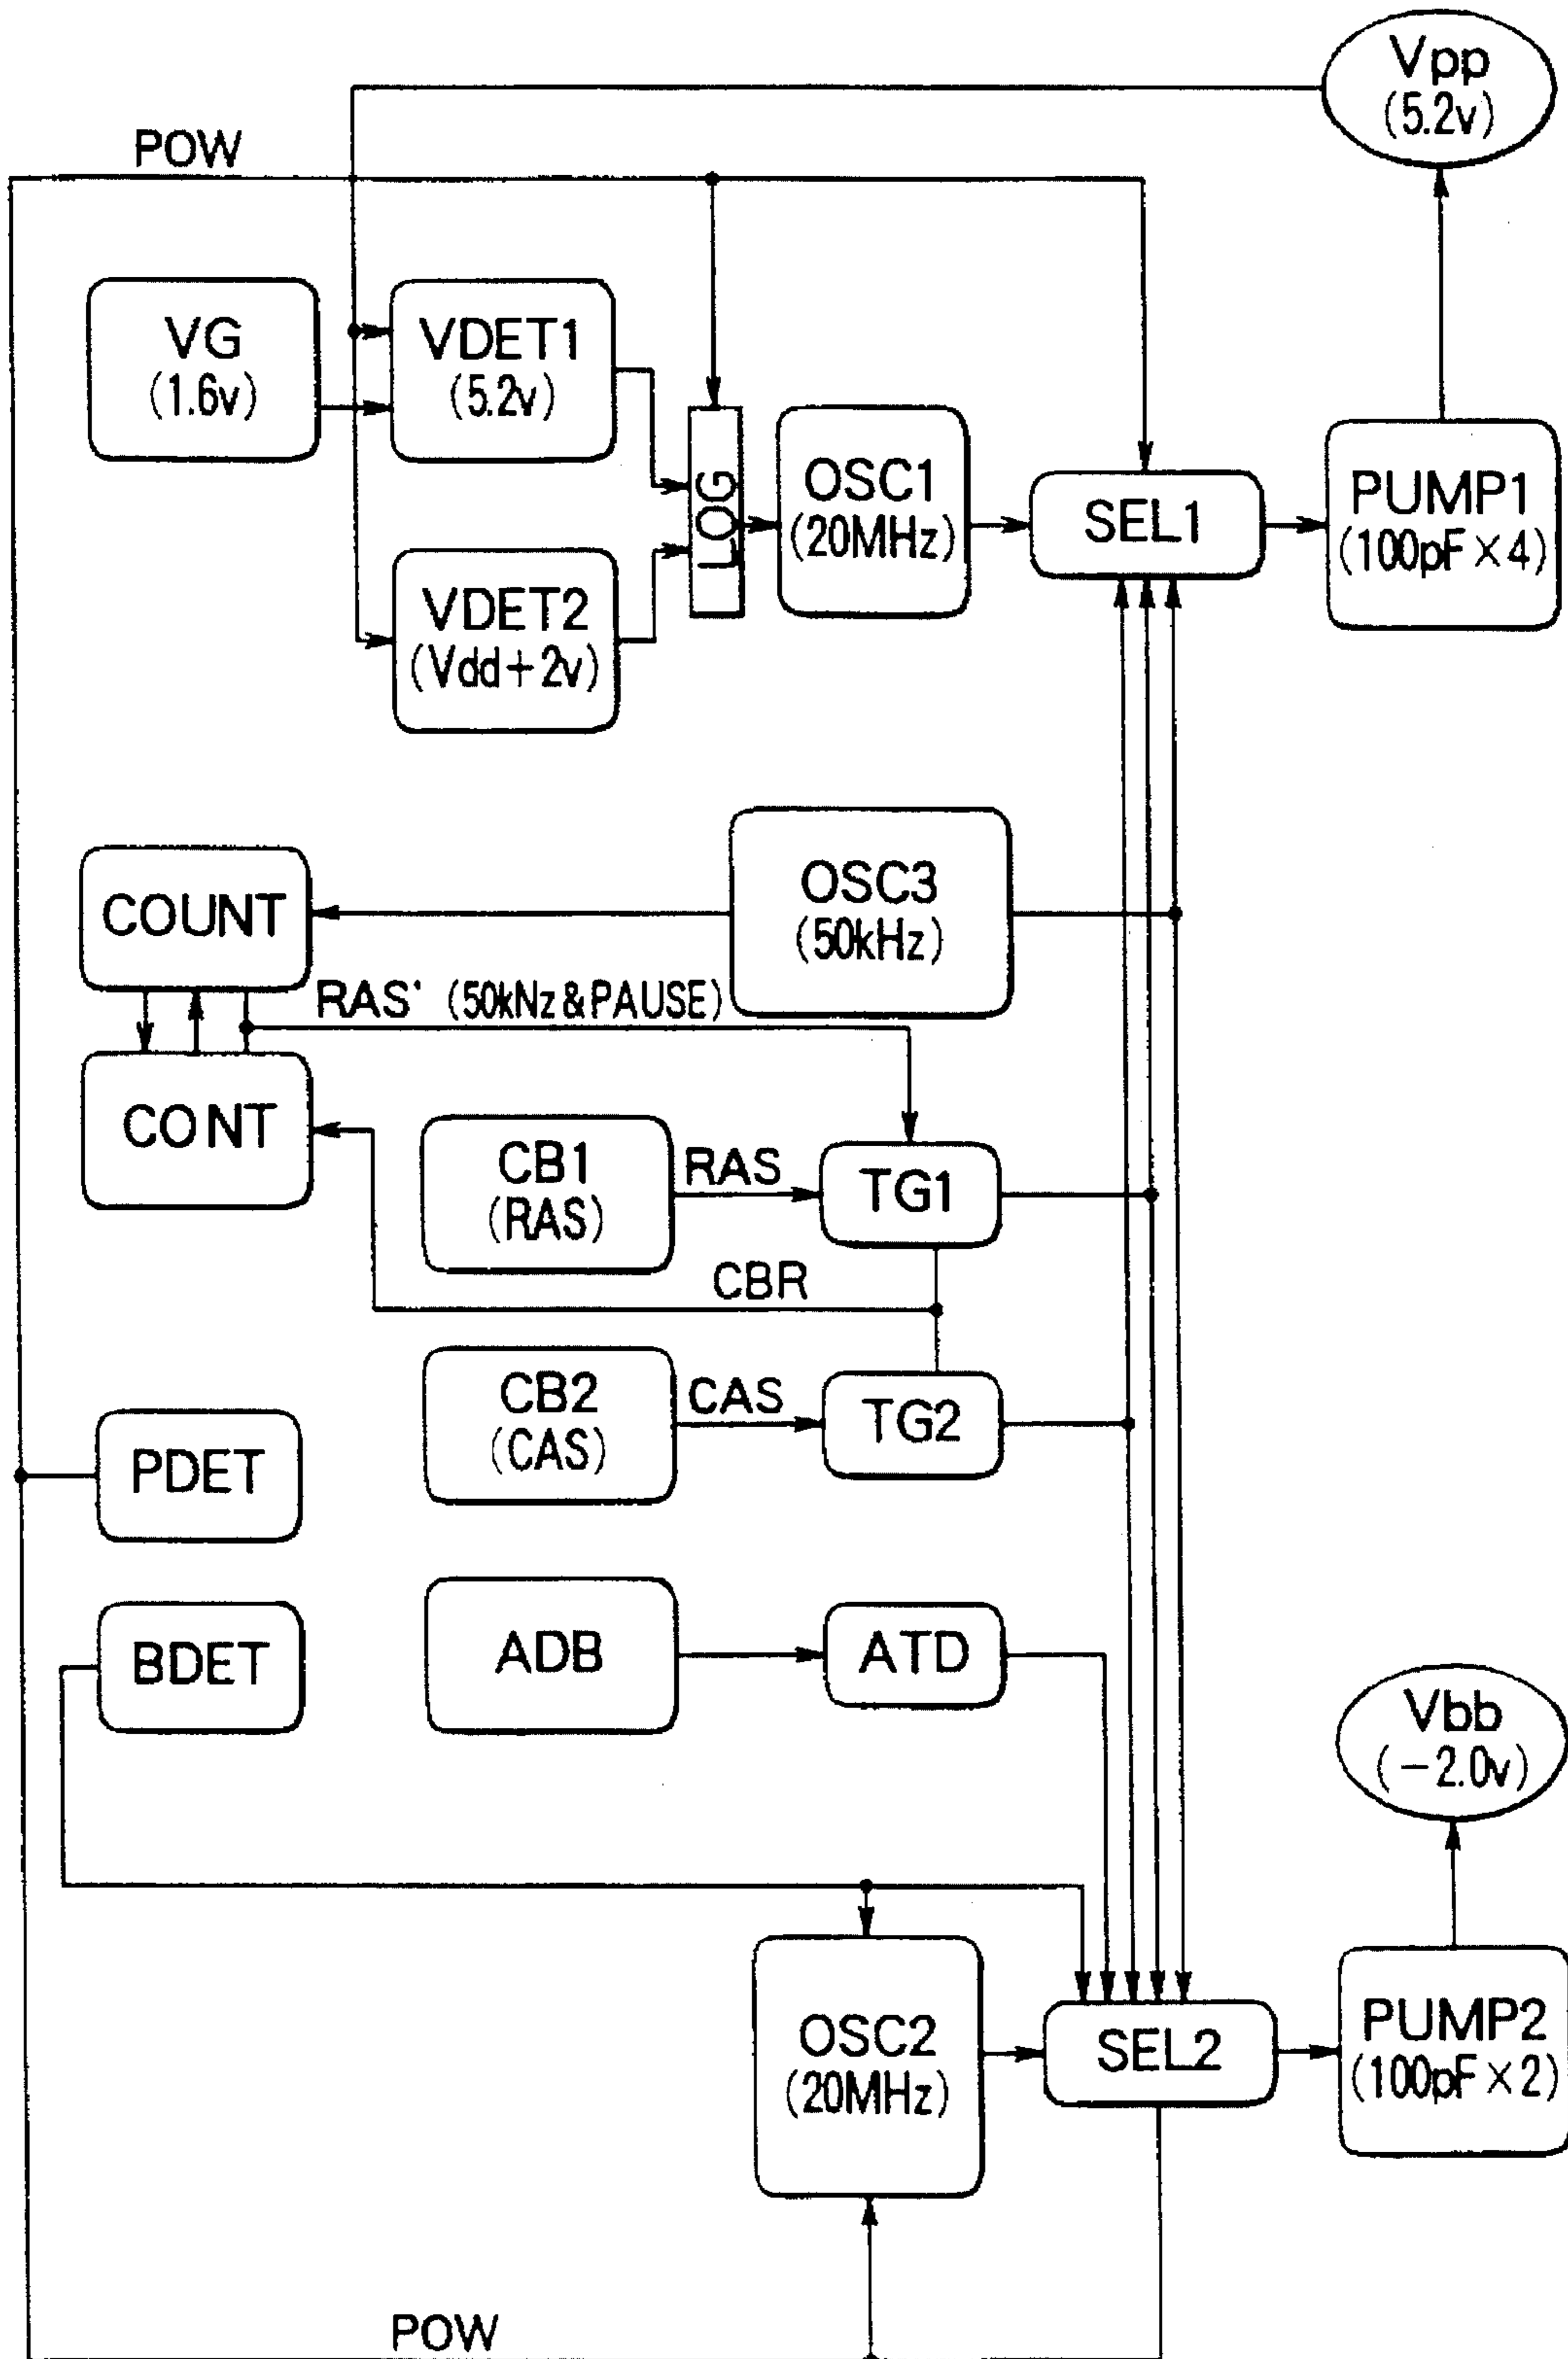 Vpp
(5.2v)
POW
VG
(1.6v)
VDET1
(5.2v)
LOG
OSC1
(20MHz)
SEL1
PUMP1
(100pF×4)
VDET2
(Vdd+2v)
OSC3
(50kHz)
COUNT
RAS' (50kNz&PAUSE)
CONT
CB1
(RAS)
RAS
TG1
CBR
CB2
(CAS)
CAS
TG2
PDET
BDET
ADB
ATD
Vbb
(-2.0v)
OSC2
(20MHz)
SEL2
PUMP2
(100pF×2)
POW